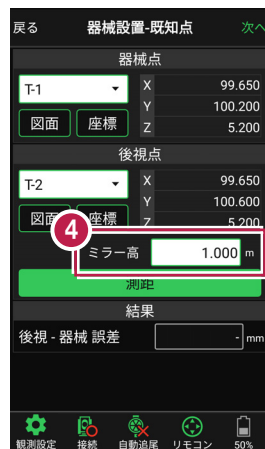 戻る 器械設置-既知点 次へ
器械点
T-1 X 99.650
Y 100.200
図面 座標 Z 5.200
後視点
T-2 X 99.650
Y 100.600
図面 座標 Z 5.200
4
ミラー高 1.000 m
測距
結果
後視 - 器械 誤差 - mm
観測設定 接続 自動追尾 リモコン 50%